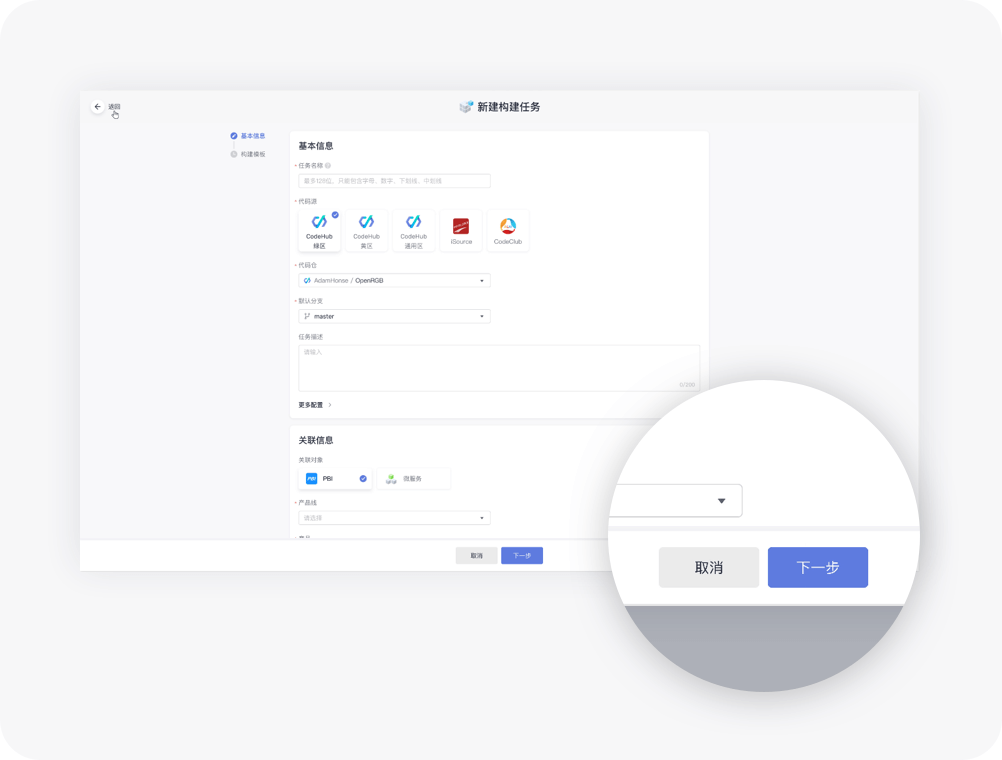 退回
新建构建任务
基本信息
构建模板
基本信息
任务名称
最多128位，只能包含字母、数字、下划线、中划线
代码源
CodeHub 绿区
CodeHub 黄区
CodeHub 通用区
iSource
CodeClub
代码仓
AdamHonse / OpenRGB
默认分支
master
任务描述
请输入
0/200
更多配置
关联信息
关联对象
PBI PBI
微服务
产品线
请选择
取消
下一步
取消
下一步